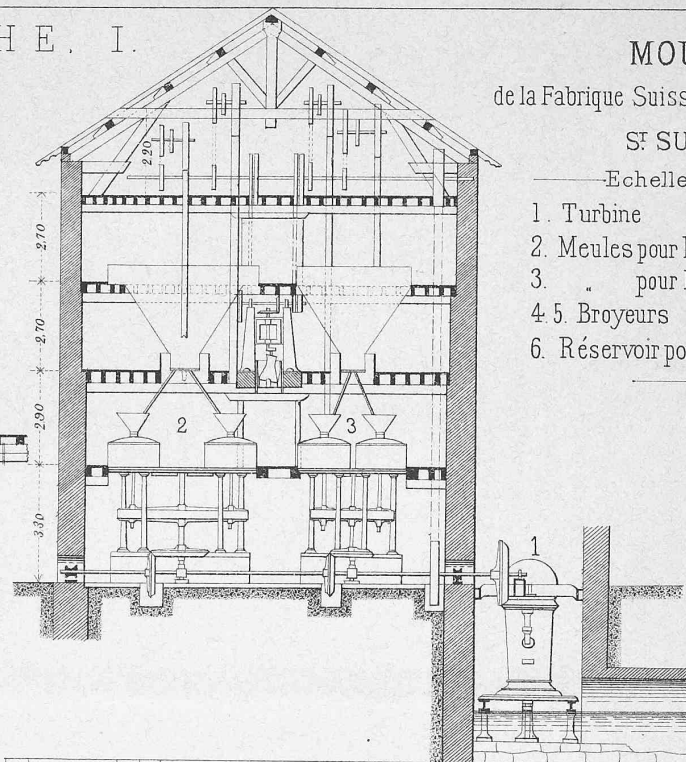 HE. I.
MOU
de la Fabrique Suiss
ST SU
Echelle
1. Turbine
2. Meules pour l
3. „ pour l
4. 5. Broyeurs
6. Réservoir po
2.20
2.70
2.70
2.90
3.30
2
3
1